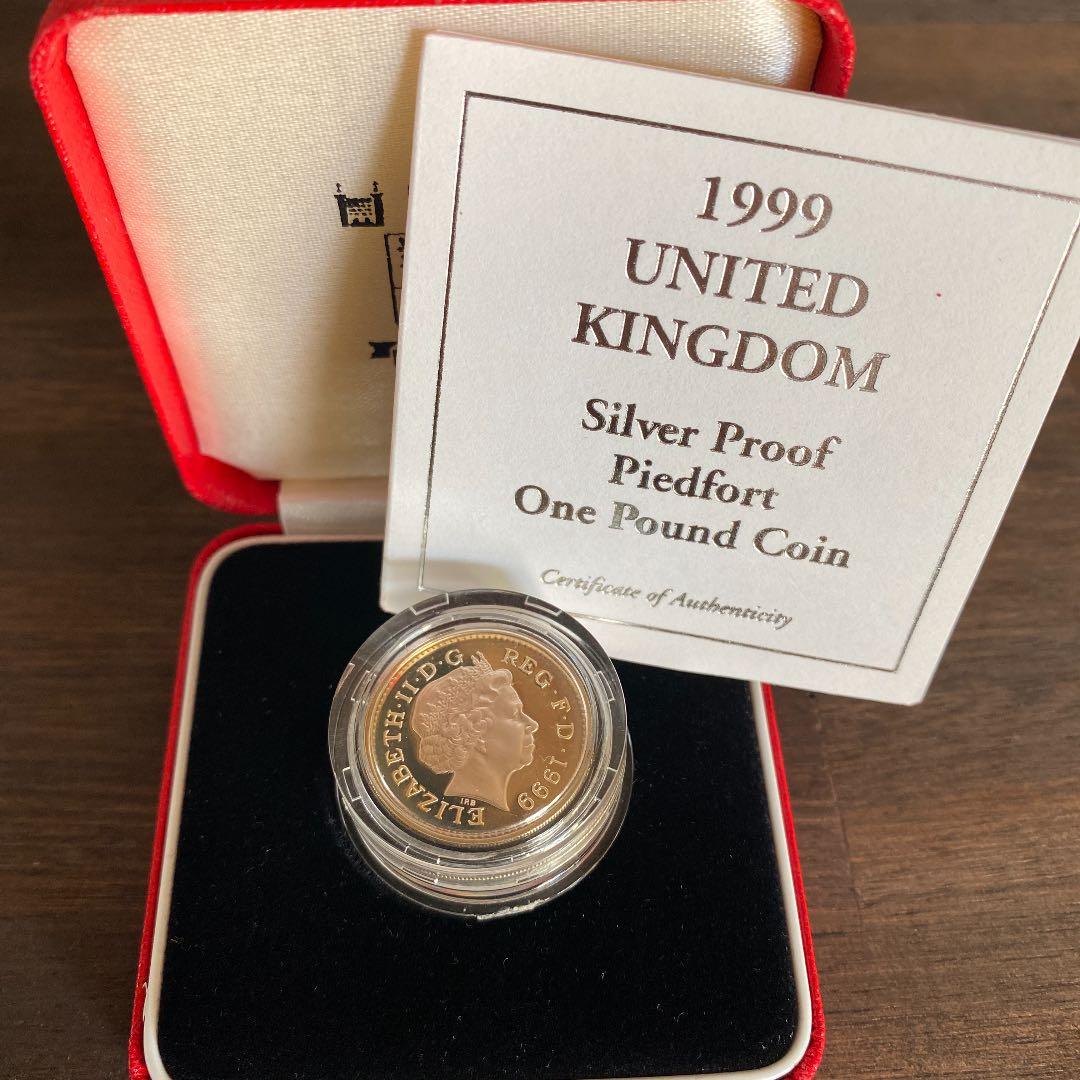 1999
UNITED
KINGDOM
Silver Proof
Piedfort
One Pound Coin
Certificate of Authenticity
ELIZABETH·II·D·G REG·F·D·1999
IRB